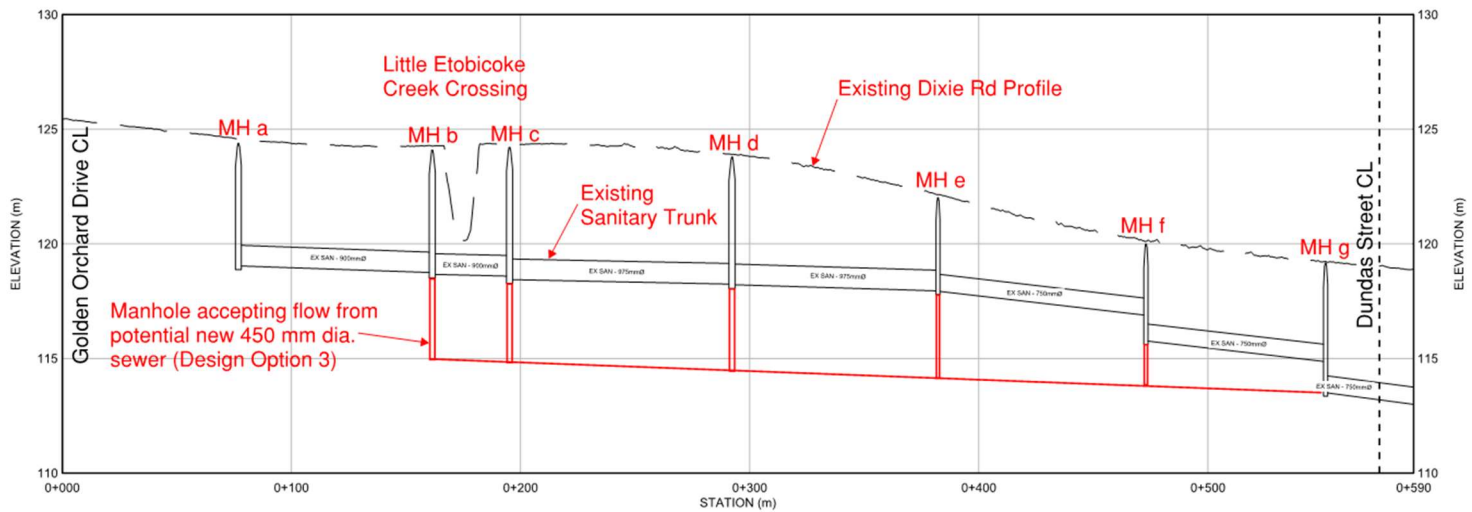 130
130
Little Etobicoke
Creek Crossing
Existing Dixie Rd Profile
125
125
MH a
MH b
MH c
MH d
MH e
MH f
MH g
Existing
Sanitary Trunk
Golden Orchard Drive CL
Dundas Street CL
ELEVATION (m)
ELEVATION (m)
120
120
EX SAN - 900mmØ
EX SAN - 900mmØ
EX SAN - 975mmØ
EX SAN - 975mmØ
EX SAN - 750mmØ
EX SAN - 750mmØ
EX SAN - 750mmØ
Manhole accepting flow from
potential new 450 mm dia.
sewer (Design Option 3)
115
115
110
110
0+000
0+100
0+200
0+300
0+400
0+500
0+590
STATION (m)